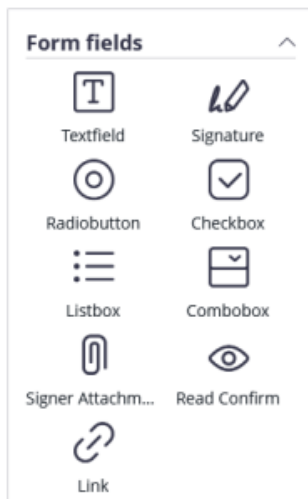 Form fields
Textfield
Signature
Radiobutton
Checkbox
Listbox
Combobox
Signer Attachm...
Read Confirm
Link